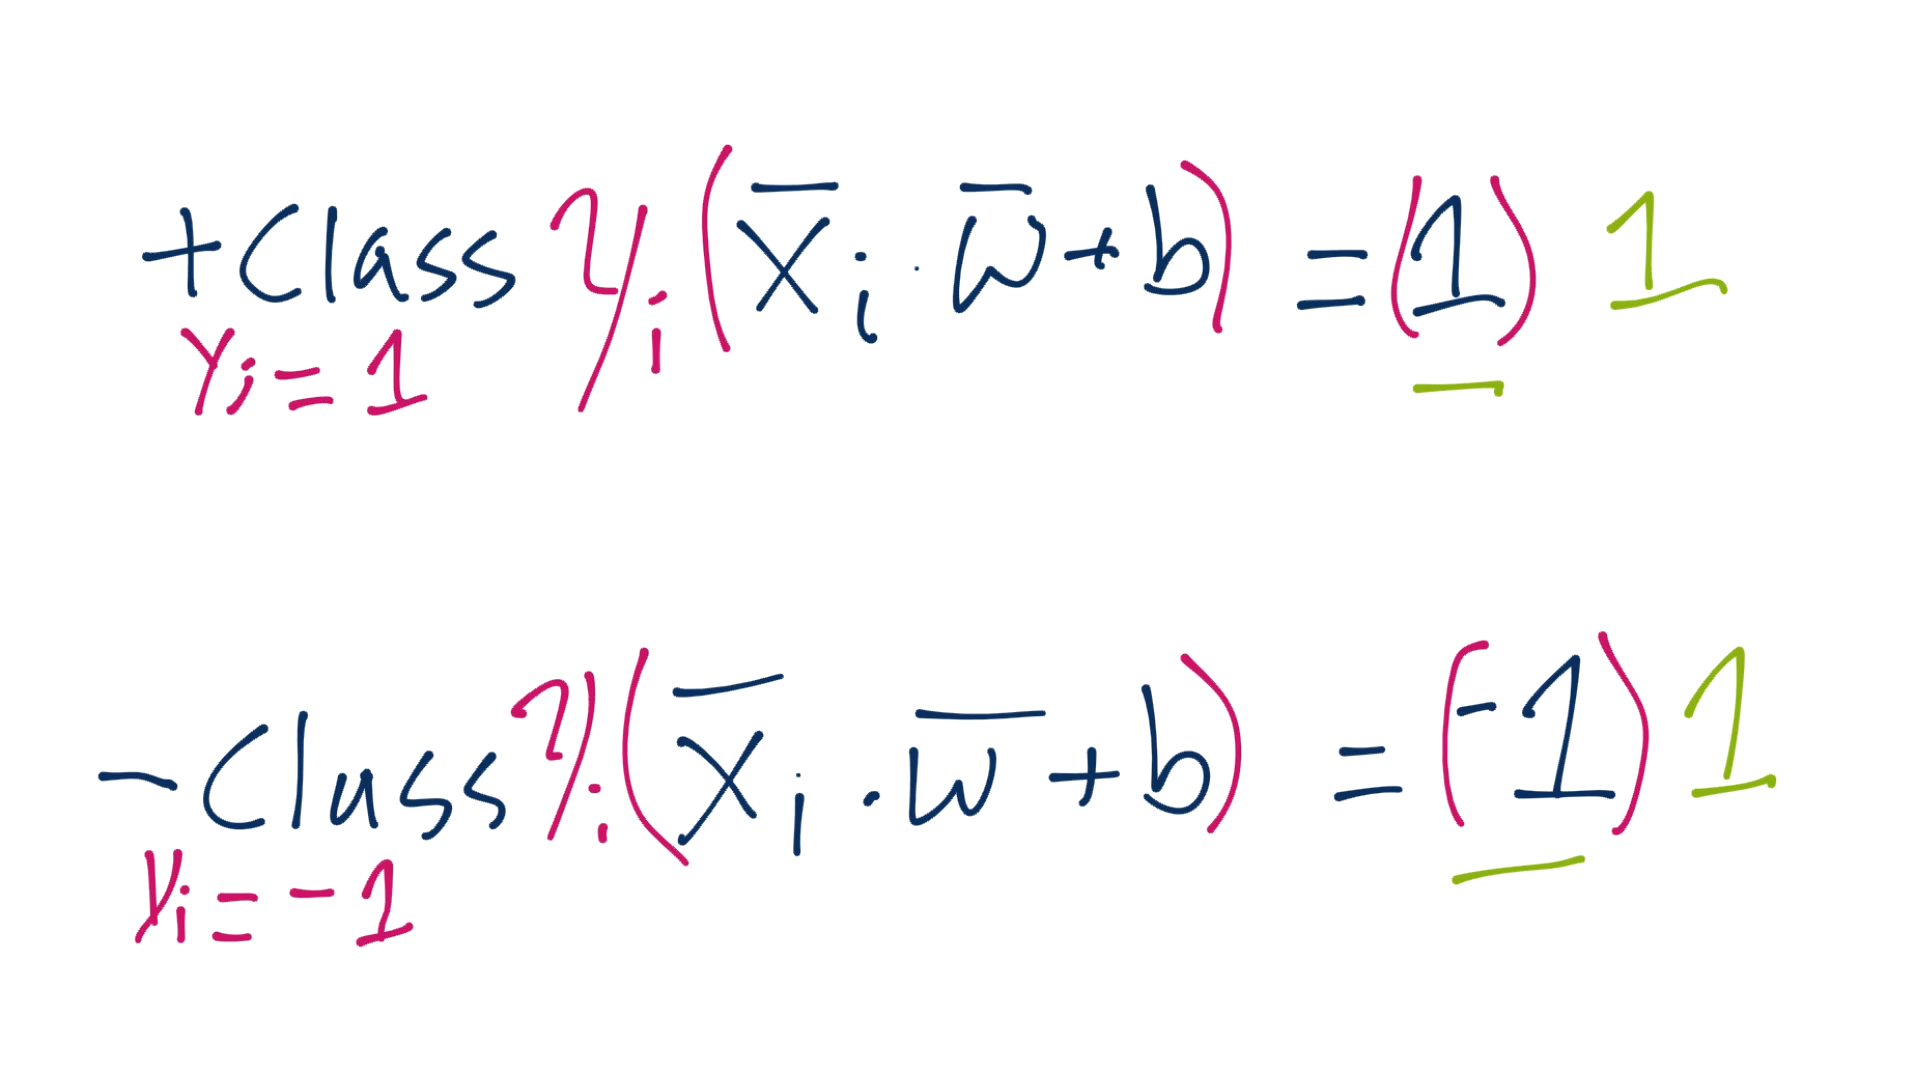 +Class yᵢ(x̄ᵢ · w̄ + b) = (1) 1
Yᵢ = 1
-Class yᵢ(x̄ᵢ · w̄ + b) = (-1) 1
Yᵢ = -1